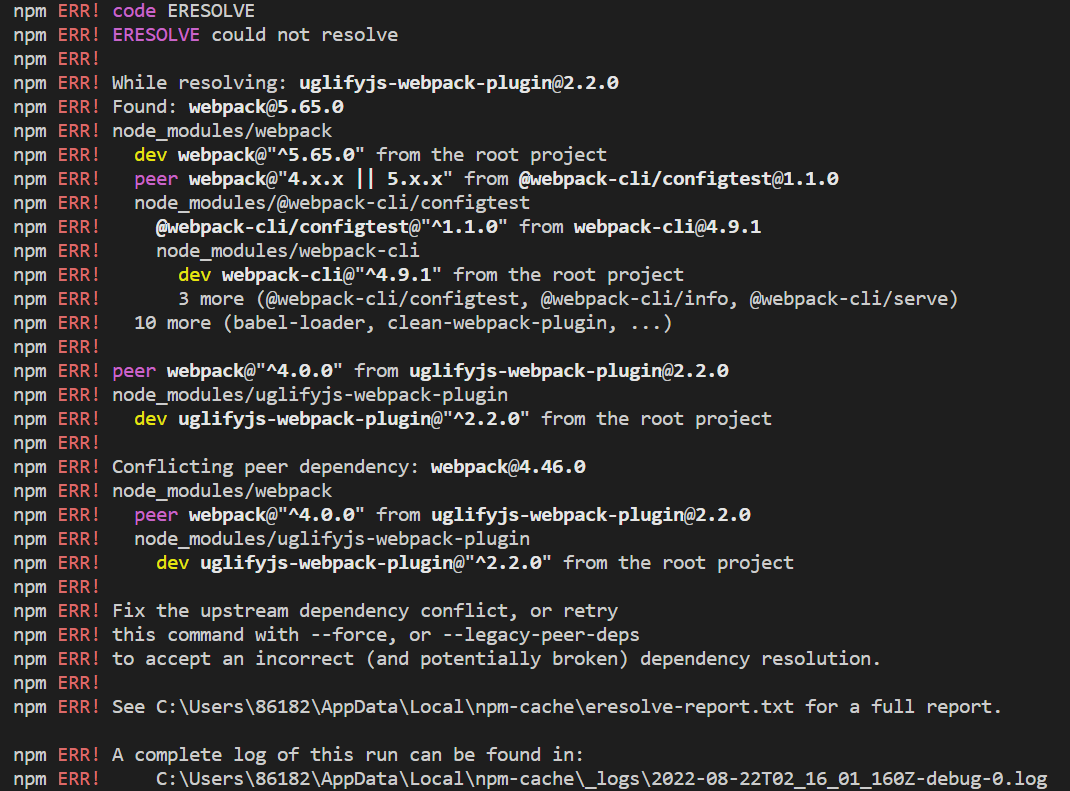 npm ERR! code ERESOLVE
npm ERR! ERESOLVE could not resolve
npm ERR!
npm ERR! While resolving: uglifyjs-webpack-plugin@2.2.0
npm ERR! Found: webpack@5.65.0
npm ERR! node_modules/webpack
npm ERR!   dev webpack@"^5.65.0" from the root project
npm ERR!   peer webpack@"4.x.x || 5.x.x" from @webpack-cli/configtest@1.1.0
npm ERR!   node_modules/@webpack-cli/configtest
npm ERR!     @webpack-cli/configtest@"^1.1.0" from webpack-cli@4.9.1
npm ERR!     node_modules/webpack-cli
npm ERR!       dev webpack-cli@"^4.9.1" from the root project
npm ERR!       3 more (@webpack-cli/configtest, @webpack-cli/info, @webpack-cli/serve)
npm ERR!   10 more (babel-loader, clean-webpack-plugin, ...)
npm ERR!
npm ERR! peer webpack@"^4.0.0" from uglifyjs-webpack-plugin@2.2.0
npm ERR! node_modules/uglifyjs-webpack-plugin
npm ERR!   dev uglifyjs-webpack-plugin@"^2.2.0" from the root project
npm ERR!
npm ERR! Conflicting peer dependency: webpack@4.46.0
npm ERR! node_modules/webpack
npm ERR!   peer webpack@"^4.0.0" from uglifyjs-webpack-plugin@2.2.0
npm ERR!   node_modules/uglifyjs-webpack-plugin
npm ERR!     dev uglifyjs-webpack-plugin@"^2.2.0" from the root project
npm ERR!
npm ERR! Fix the upstream dependency conflict, or retry
npm ERR! this command with --force, or --legacy-peer-deps
npm ERR! to accept an incorrect (and potentially broken) dependency resolution.
npm ERR!
npm ERR! See C:\Users\86182\AppData\Local\npm-cache\eresolve-report.txt for a full report.

npm ERR! A complete log of this run can be found in:
npm ERR!     C:\Users\86182\AppData\Local\npm-cache\_logs\2022-08-22T02_16_01_160Z-debug-0.log